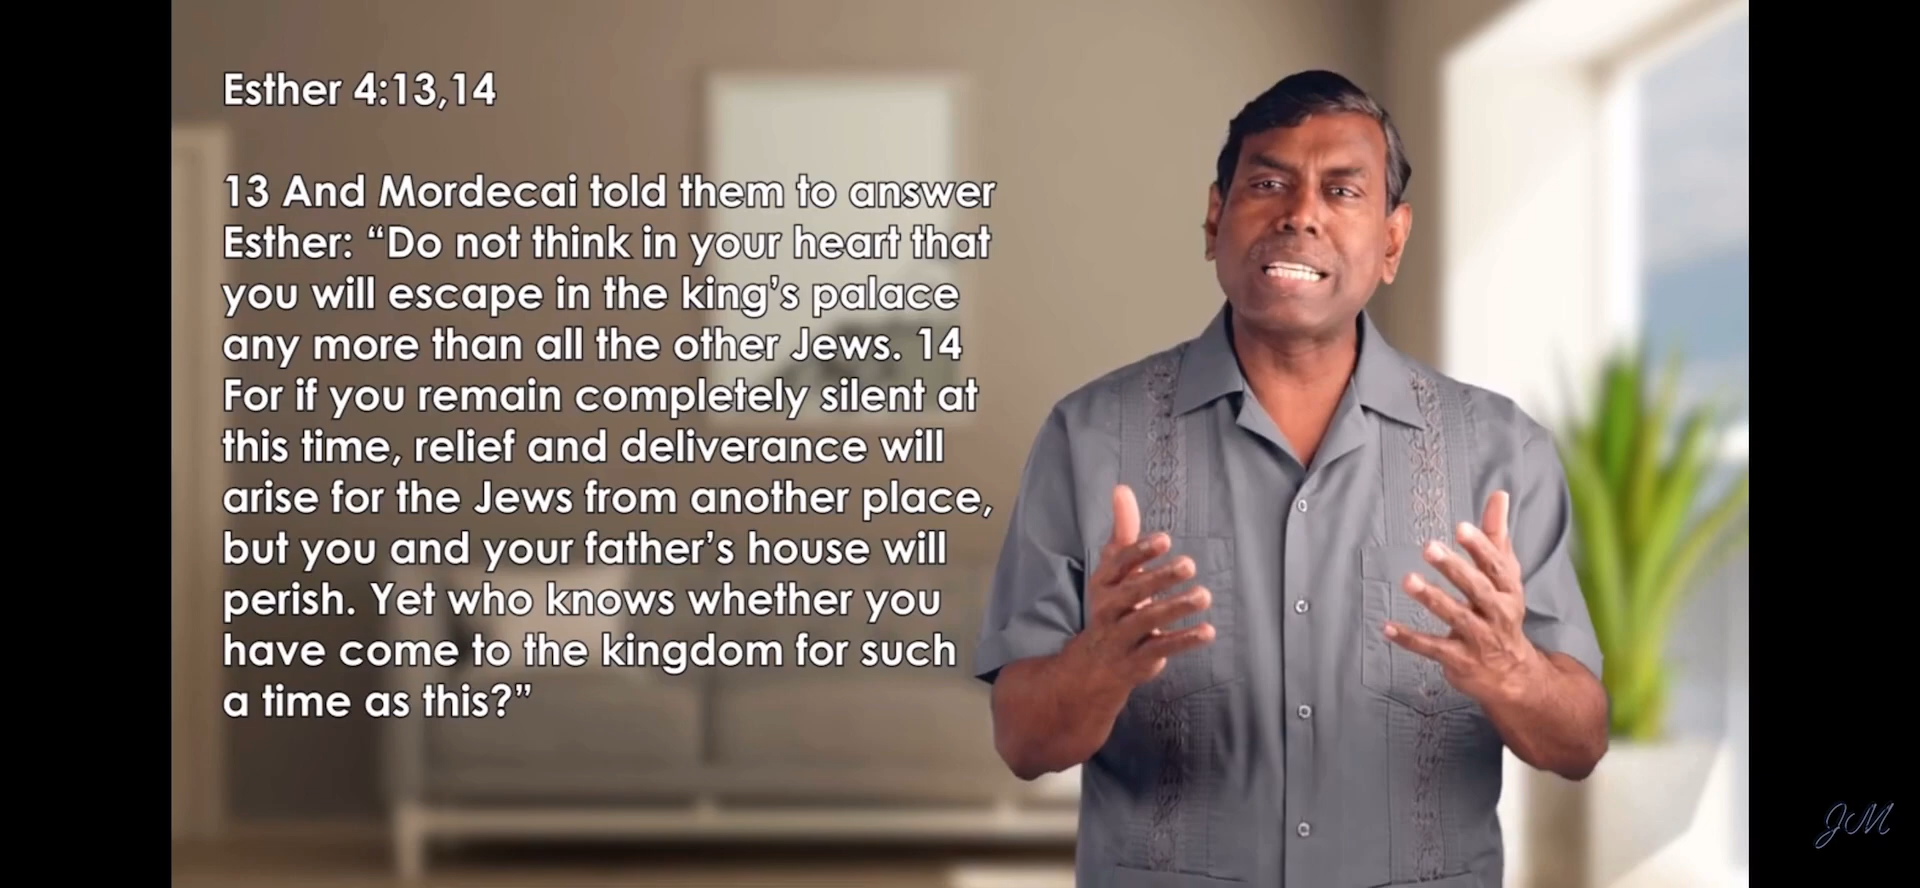 Esther 4:13,14
13 And Mordecai told them to answer
Esther: “Do not think in your heart that
you will escape in the king’s palace
any more than all the other Jews. 14
For if you remain completely silent at
this time, relief and deliverance will
arise for the Jews from another place,
but you and your father’s house will
perish. Yet who knows whether you
have come to the kingdom for such
a time as this?”
JM